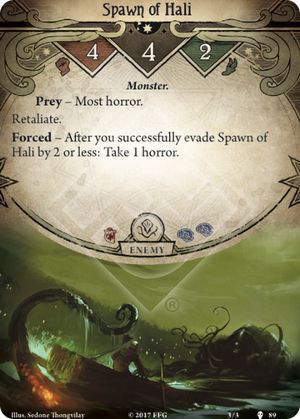 Spawn of Hali
4 4 2
Monster.
Prey – Most horror.
Retaliate.
Forced – After you successfully evade Spawn of
Hali by 2 or less: Take 1 horror.
ENEMY
®
Illus. Sedone Thongvilay © 2017 FFG 3/3 89